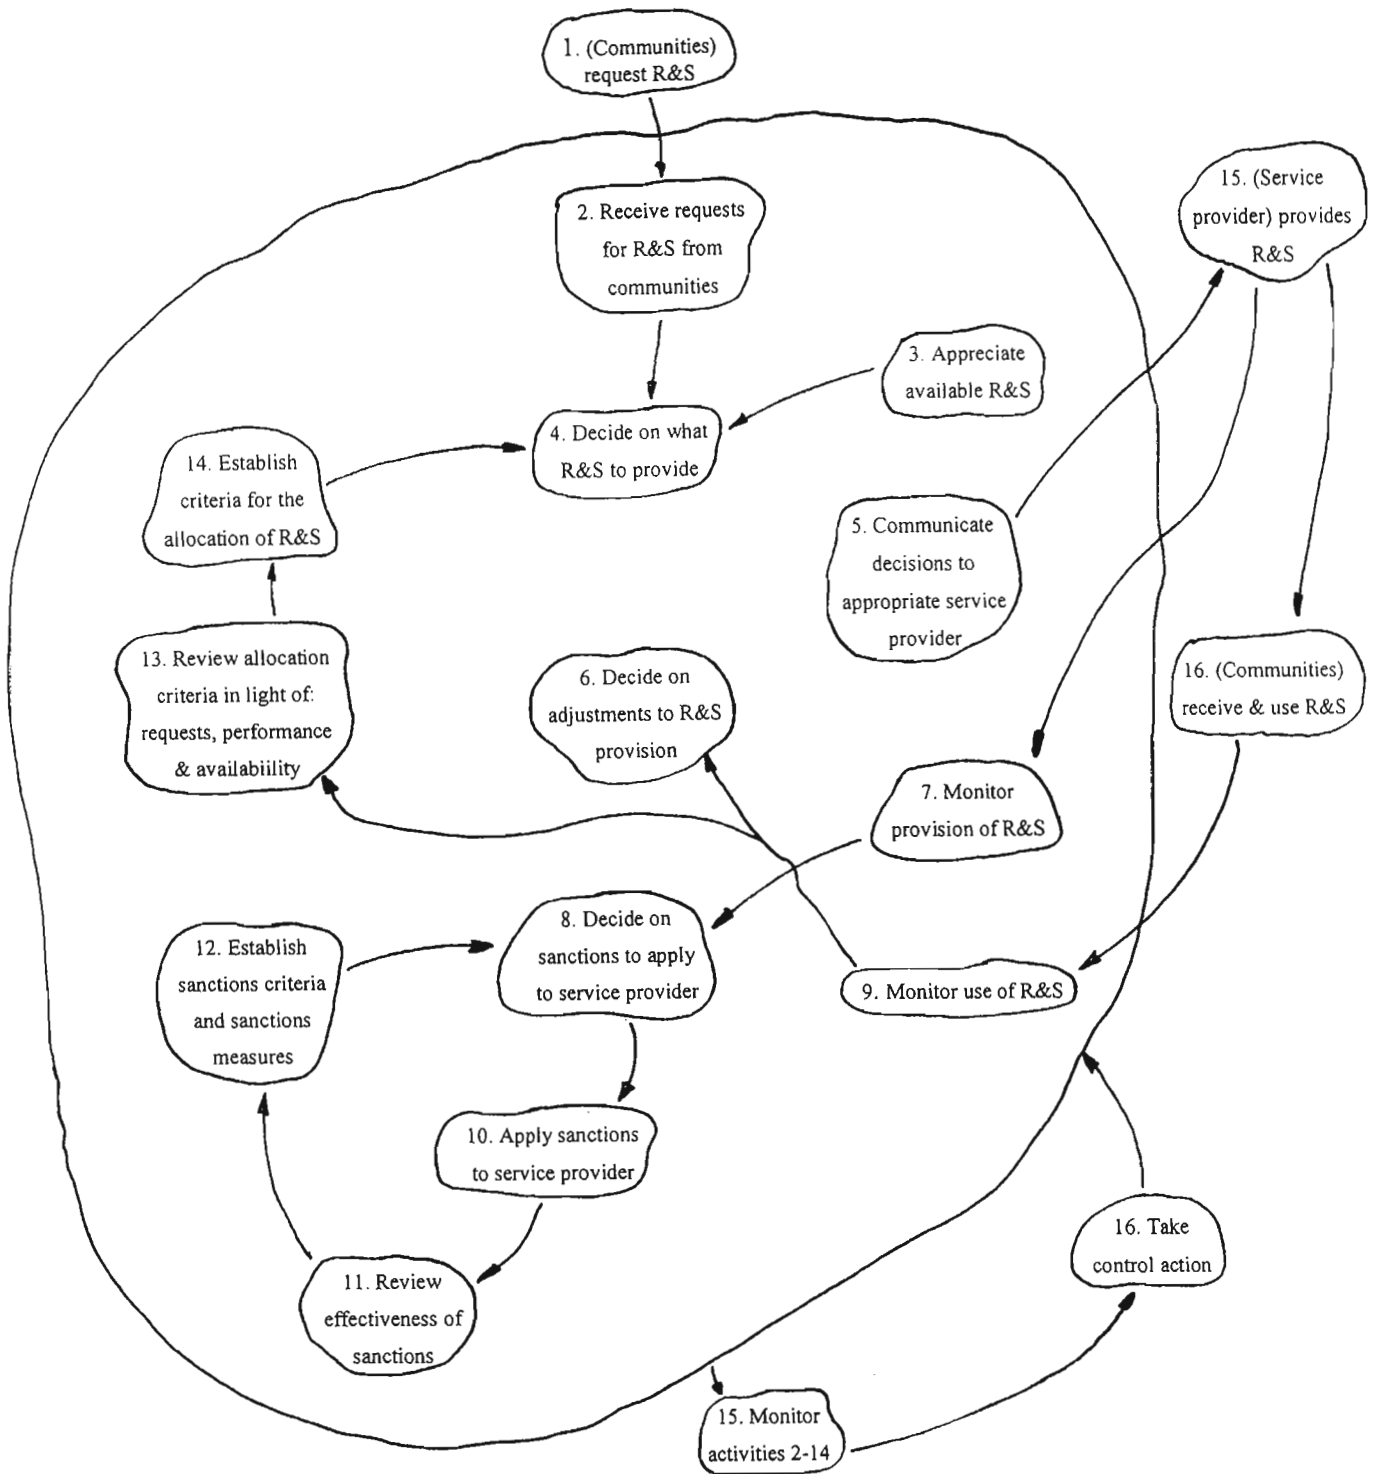 1. (Communities)
request R&S
2. Receive requests
for R&S from
communities
15. (Service
provider) provides
R&S
3. Appreciate
available R&S
4. Decide on what
R&S to provide
14. Establish
criteria for the
allocation of R&S
5. Communicate
decisions to
appropriate service
provider
13. Review allocation
criteria in light of:
requests, performance
& availabiility
6. Decide on
adjustments to R&S
provision
16. (Communities)
receive & use R&S
7. Monitor
provision of R&S
8. Decide on
sanctions to apply
to service provider
12. Establish
sanctions criteria
and sanctions
measures
9. Monitor use of R&S
10. Apply sanctions
to service provider
11. Review
effectiveness of
sanctions
16. Take
control action
15. Monitor
activities 2-14